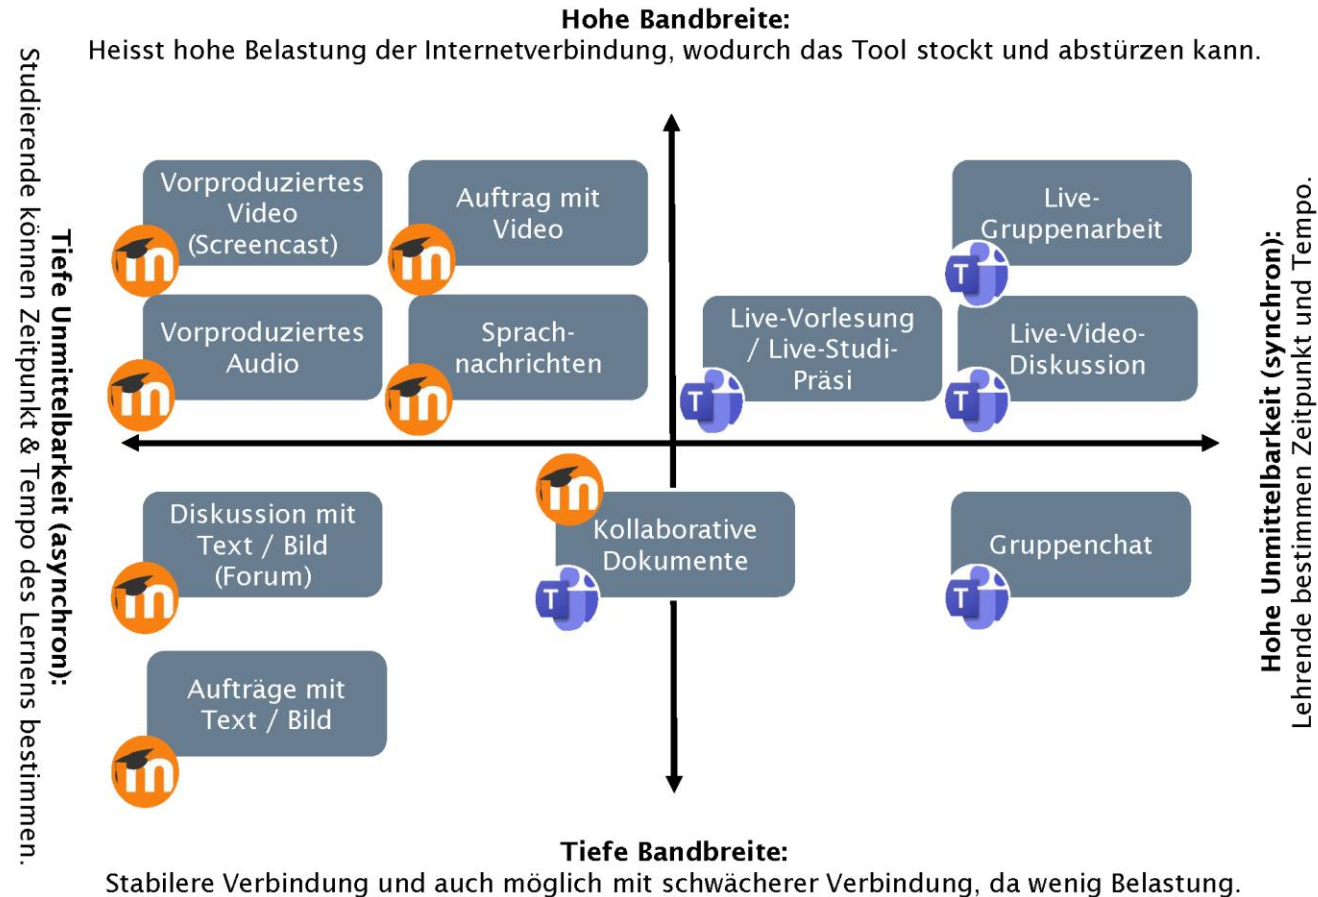 Hohe Bandbreite:
Heisst hohe Belastung der Internetverbindung, wodurch das Tool stockt und abstürzen kann.
Tiefe Unmittelbarkeit (asynchron):
Studierende können Zeitpunkt & Tempo des Lernens bestimmen.
Vorproduziertes
Video
(Screencast)
Auftrag mit
Video
Live-
Gruppenarbeit
Vorproduziertes
Audio
Sprach-
nachrichten
Live-Vorlesung
/ Live-Studi-
Präsi
Live-Video-
Diskussion
Diskussion mit
Text / Bild
(Forum)
Kollaborative
Dokumente
Gruppenchat
Aufträge mit
Text / Bild
Hohe Unmittelbarkeit (synchron):
Lehrende bestimmen Zeitpunkt und Tempo.
Tiefe Bandbreite:
Stabilere Verbindung und auch möglich mit schwächerer Verbindung, da wenig Belastung.